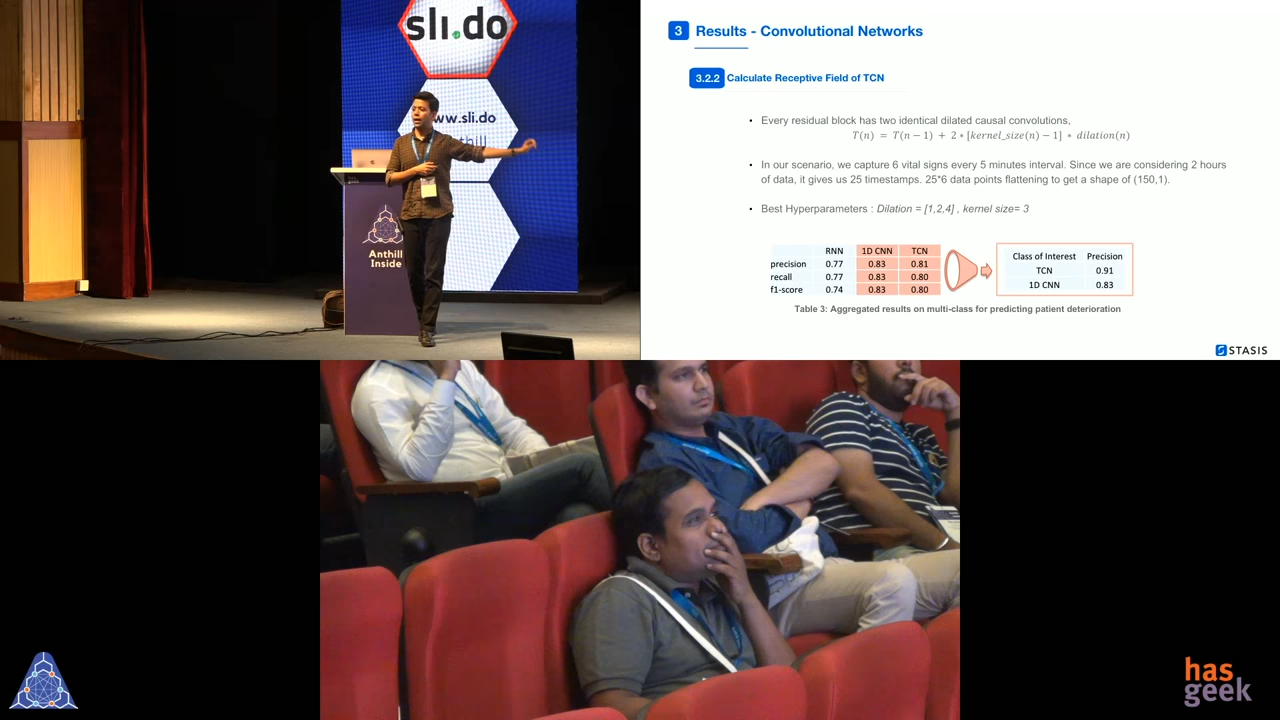 sli.do
www.sli.do
has
geek
Anthill
Inside
3 Results - Convolutional Networks
3.2.2 Calculate Receptive Field of TCN
• Every residual block has two identical dilated causal convolutions,
T(n) = T(n − 1) + 2 * [kernel_size(n) − 1] * dilation(n)
• In our scenario, we capture 6 vital signs every 5 minutes interval. Since we are considering 2 hours
of data, it gives us 25 timestamps. 25*6 data points flattening to get a shape of (150,1).
• Best Hyperparameters : Dilation = [1,2,4] , kernel size= 3
RNN 1D CNN TCN
precision 0.77 0.83 0.81
recall 0.77 0.83 0.80
f1-score 0.74 0.83 0.80
Class of Interest Precision
TCN 0.91
1D CNN 0.83
Table 3: Aggregated results on multi-class for predicting patient deterioration
STASIS
has
geek